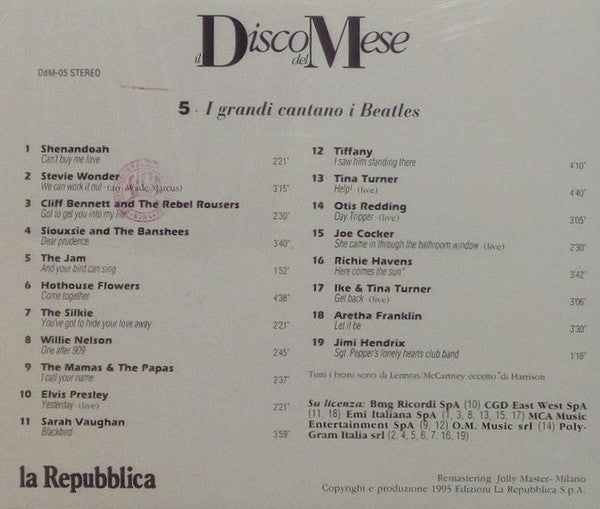 il Disco del Mese
DdM-05 STEREO
5 - I grandi cantano i Beatles
1 Shenandoah
Can't buy me love 2'21"
2 Stevie Wonder
We can work it out (arr. Wade Marcus) 3'15"
3 Cliff Bennett and The Rebel Rousers
Got to get you into my life 2'30"
4 Siouxsie and The Banshees
Dear prudence 3'40"
5 The Jam
And your bird can sing 1'52"
6 Hothouse Flowers
Come together 4'38"
7 The Silkie
You've got to hide your love away 2'21"
8 Willie Nelson
One after 909 2'45"
9 The Mamas & The Papas
I call your name 2'37"
10 Elvis Presley
Yesterday - (live) 2'21"
11 Sarah Vaughan
Blackbird 3'59"
12 Tiffany
I saw him standing there 4'10"
13 Tina Turner
Help! (live) 4'40"
14 Otis Redding
Day Tripper - (live) 3'05"
15 Joe Cocker
She came in through the bathroom window - (live) 2'30"
16 Richie Havens
Here comes the sun* 3'42"
17 Ike & Tina Turner
Get back - (live) 3'06"
18 Aretha Franklin
Let it be 3'30"
19 Jimi Hendrix
Sgt. Pepper's lonely hearts club band 1'16"
Tutti i brani sono di Lennon/McCartney eccetto *di Harrison
Su licenza: Bmg Ricordi SpA (10) CGD East West SpA
(11, 18) Emi Italiana SpA (1, 3, 8, 13, 15, 17) MCA Music
Entertainment SpA (9, 12) O.M. Music srl (14) Poly-
Gram Italia srl (2, 4, 5, 6, 7, 16, 19)
la Repubblica
Remastering: Jolly Master- Milano
Copyright e produzione 1995 Edizioni La Repubblica S.p.A.